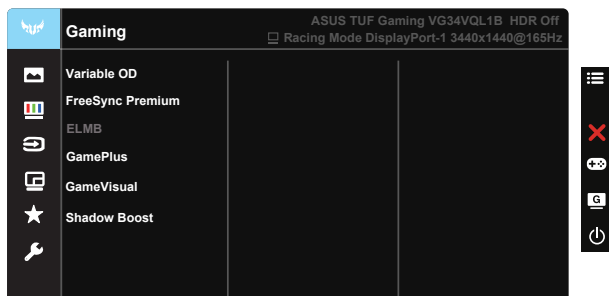 Gaming
ASUS TUF Gaming VG34VQL1B HDR Off
Racing Mode DisplayPort-1 3440x1440@165Hz
Variable OD
FreeSync Premium
ELMB
GamePlus
GameVisual
Shadow Boost
G